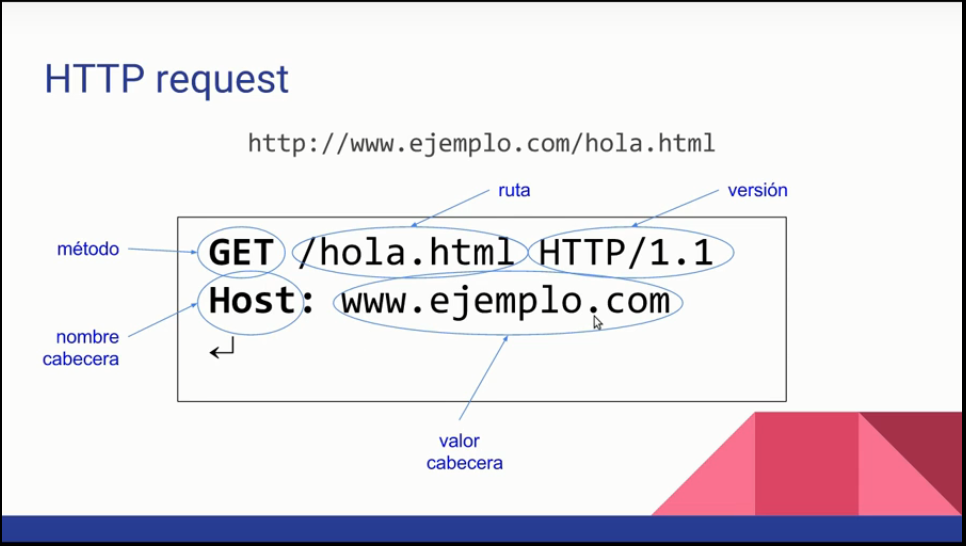 HTTP request
http://www.ejemplo.com/hola.html
ruta
versión
método
GET /hola.html HTTP/1.1
Host: www.ejemplo.com
nombre
cabecera
↵
valor
cabecera